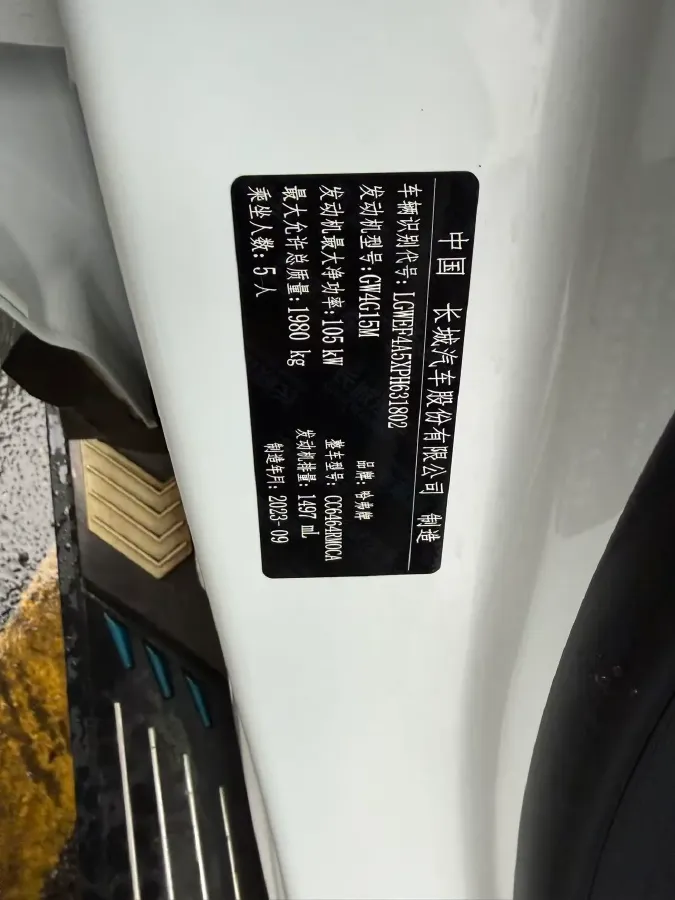 中国 长城汽车股份有限公司 制造
车辆识别代号: LGWEF4A5XPH631802
发动机型号: GW4G15M 品牌: 哈弗牌
发动机最大净功率: 105 kW 整车型号: CC6464RW0CA
最大允许总质量: 1980 kg 发动机排量: 1497 mL
乘坐人数: 5 人 制造年月: 2023-09